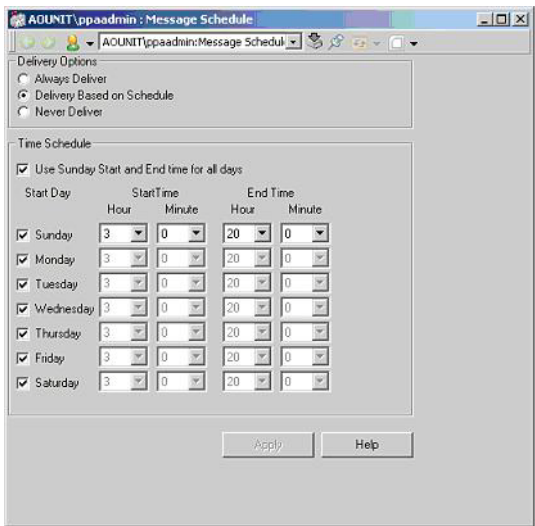 AOUNIT\ppaadmin : Message Schedule
AOUNIT\ppaadmin:Message Schedul
Delivery Options
Always Deliver
Delivery Based on Schedule
Never Deliver
Time Schedule
Use Sunday Start and End time for all days
Start Day StartTime End Time
Hour Minute Hour Minute
Sunday 3 0 20 0
Monday 3 0 20 0
Tuesday 3 0 20 0
Wednesday 3 0 20 0
Thursday 3 0 20 0
Friday 3 0 20 0
Saturday 3 0 20 0
Apply Help